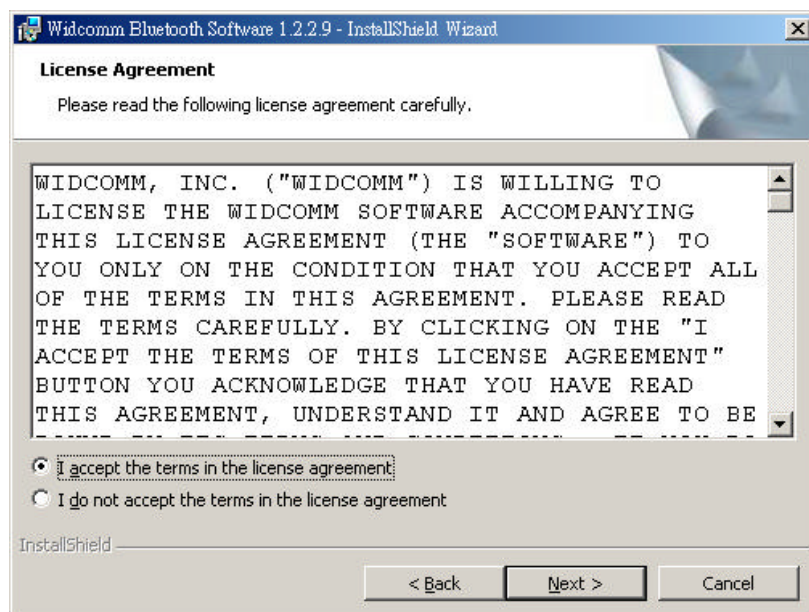 Widcomm Bluetooth Software 1.2.2.9 - InstallShield Wizard
License Agreement
Please read the following license agreement carefully.
WIDCOMM, INC. ("WIDCOMM") IS WILLING TO
LICENSE THE WIDCOMM SOFTWARE ACCOMPANYING
THIS LICENSE AGREEMENT (THE "SOFTWARE") TO
YOU ONLY ON THE CONDITION THAT YOU ACCEPT ALL
OF THE TERMS IN THIS AGREEMENT. PLEASE READ
THE TERMS CAREFULLY. BY CLICKING ON THE "I
ACCEPT THE TERMS OF THIS LICENSE AGREEMENT"
BUTTON YOU ACKNOWLEDGE THAT YOU HAVE READ
THIS AGREEMENT, UNDERSTAND IT AND AGREE TO BE
I accept the terms in the license agreement
I do not accept the terms in the license agreement
InstallShield
< Back
Next >
Cancel